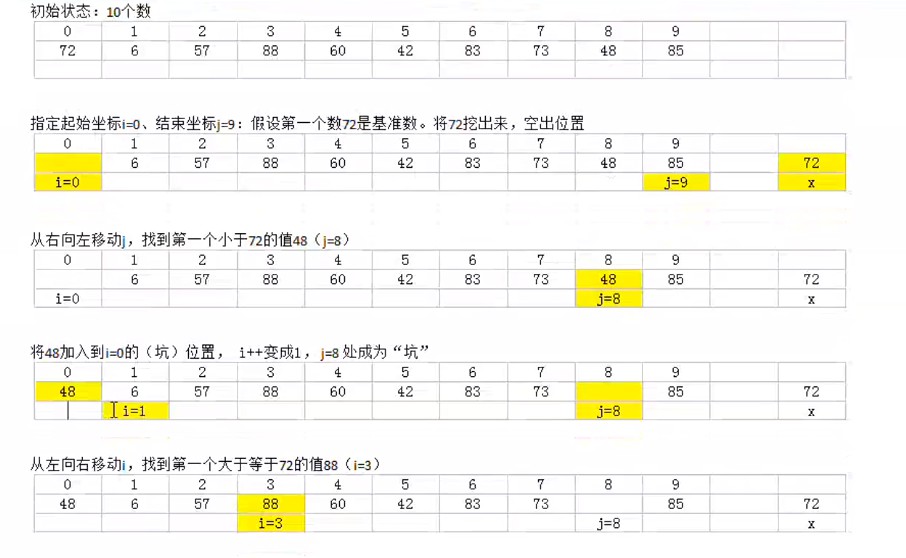 初始状态：10个数
0 1 2 3 4 5 6 7 8 9
72 6 57 88 60 42 83 73 48 85
指定起始坐标i=0、结束坐标j=9：假设第一个数72是基准数。将72挖出来，空出位置
0 1 2 3 4 5 6 7 8 9
6 57 88 60 42 83 73 48 85 72
i=0 j=9 x
从右向左移动j，找到第一个小于72的值48（j=8）
0 1 2 3 4 5 6 7 8 9
6 57 88 60 42 83 73 48 85 72
i=0 j=8 x
将48加入到i=0的（坑）位置， i++变成1，j=8 处成为“坑”
0 1 2 3 4 5 6 7 8 9
48 6 57 88 60 42 83 73 85 72
i=1 j=8 x
从左向右移动i，找到第一个大于等于72的值88（i=3）
0 1 2 3 4 5 6 7 8 9
48 6 57 88 60 42 83 73 85 72
i=3 j=8 x